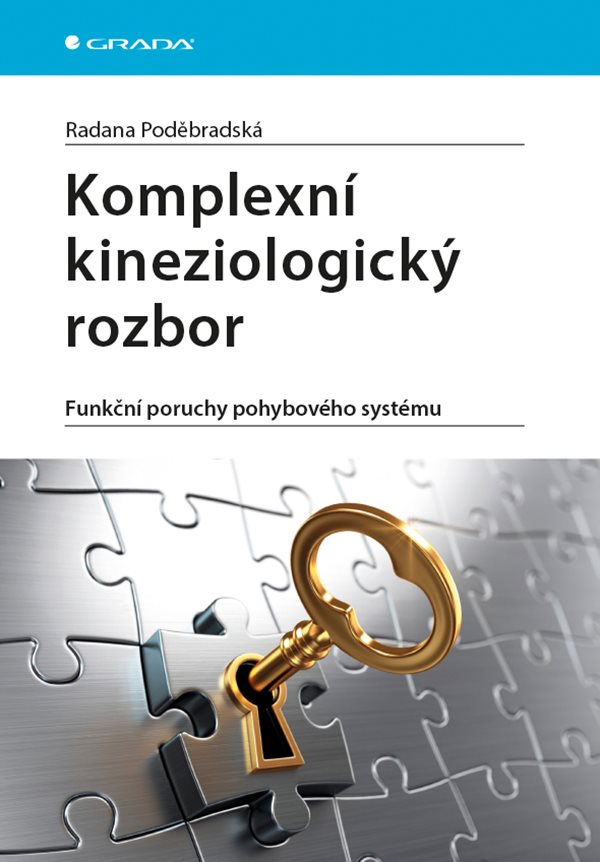 GRADA
Radana Poděbradská
Komplexní
kineziologický
rozbor
Funkční poruchy pohybového systému